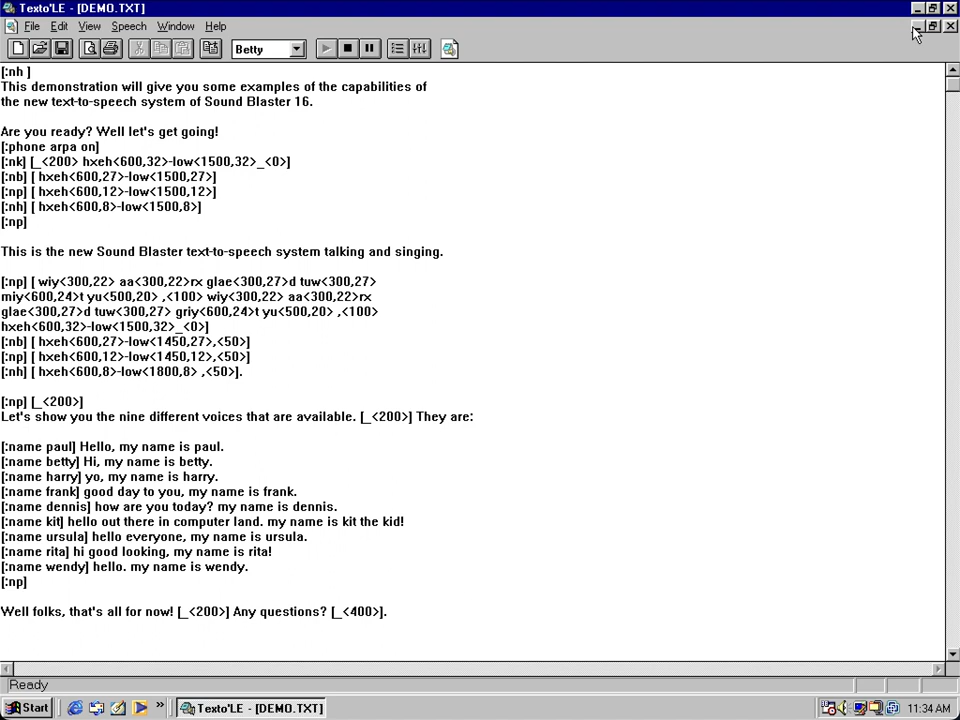 Texto'LE - [DEMO.TXT]
File Edit View Speech Window Help
Betty
[:nh ]
This demonstration will give you some examples of the capabilities of
the new text-to-speech system of Sound Blaster 16.
Are you ready? Well let's get going!
[:phone arpa on]
[:nk] [_<200> hxeh<600,32>-low<1500,32>_<0>]
[:nb] [ hxeh<600,27>-low<1500,27>]
[:np] [ hxeh<600,12>-low<1500,12>]
[:nh] [ hxeh<600,8>-low<1500,8>]
[:np]
This is the new Sound Blaster text-to-speech system talking and singing.
[:np] [ wiy<300,22> aa<300,22>rx glae<300,27>d tuw<300,27>
miy<600,24>t yu<500,20> ,<100> wiy<300,22> aa<300,22>rx
glae<300,27>d tuw<300,27> griy<600,24>t yu<500,20> ,<100>
hxeh<600,32>-low<1500,32>_<0>]
[:nb] [ hxeh<600,27>-low<1450,27>,<50>]
[:np] [ hxeh<600,12>-low<1450,12>,<50>]
[:nh] [ hxeh<600,8>-low<1800,8> ,<50>].
[:np] [_<200>]
Let's show you the nine different voices that are available. [_<200>] They are:
[:name paul] Hello, my name is paul.
[:name betty] Hi, my name is betty.
[:name harry] yo, my name is harry.
[:name frank] good day to you, my name is frank.
[:name dennis] how are you today? my name is dennis.
[:name kit] hello out there in computer land. my name is kit the kid!
[:name ursula] hello everyone, my name is ursula.
[:name rita] hi good looking, my name is rita!
[:name wendy] hello. my name is wendy.
[:np]
Well folks, that's all for now! [_<200>] Any questions? [_<400>].
Ready
Start Texto'LE - [DEMO.TXT] 11:34 AM